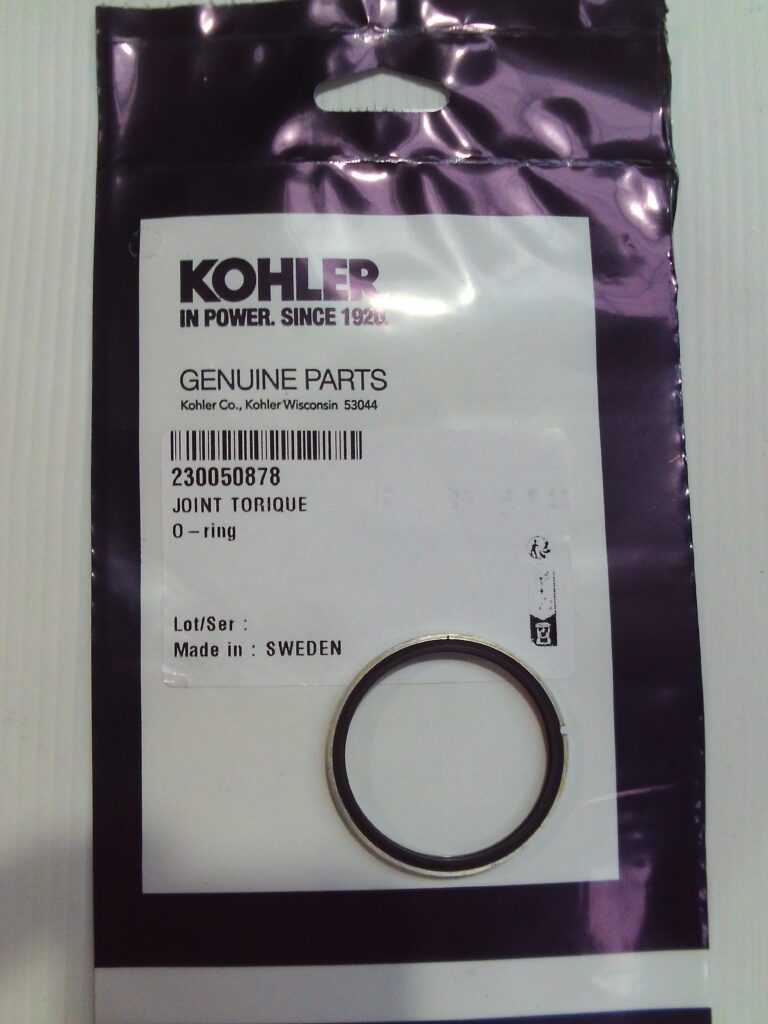 KOHLER
IN POWER. SINCE 1920.
GENUINE PARTS
Kohler Co., Kohler Wisconsin 53044
230050878
JOINT TORIQUE
O-ring
Lot/Ser :
Made in : SWEDEN